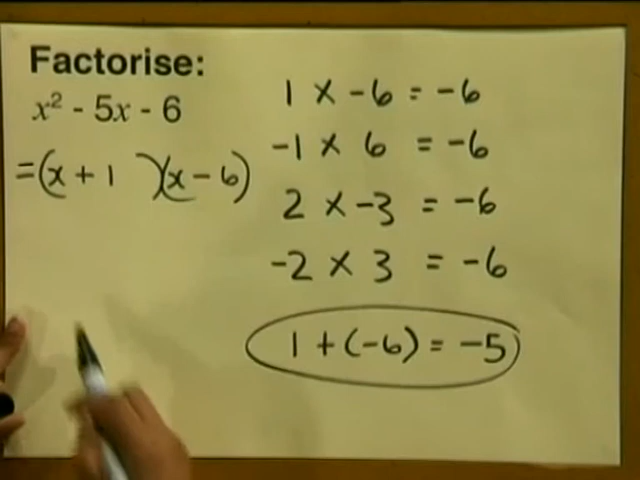 Factorise:
x² - 5x - 6
=(x + 1 )(x - 6)
1 × -6 = -6
-1 × 6 = -6
2 × -3 = -6
-2 × 3 = -6
1 + (-6) = -5